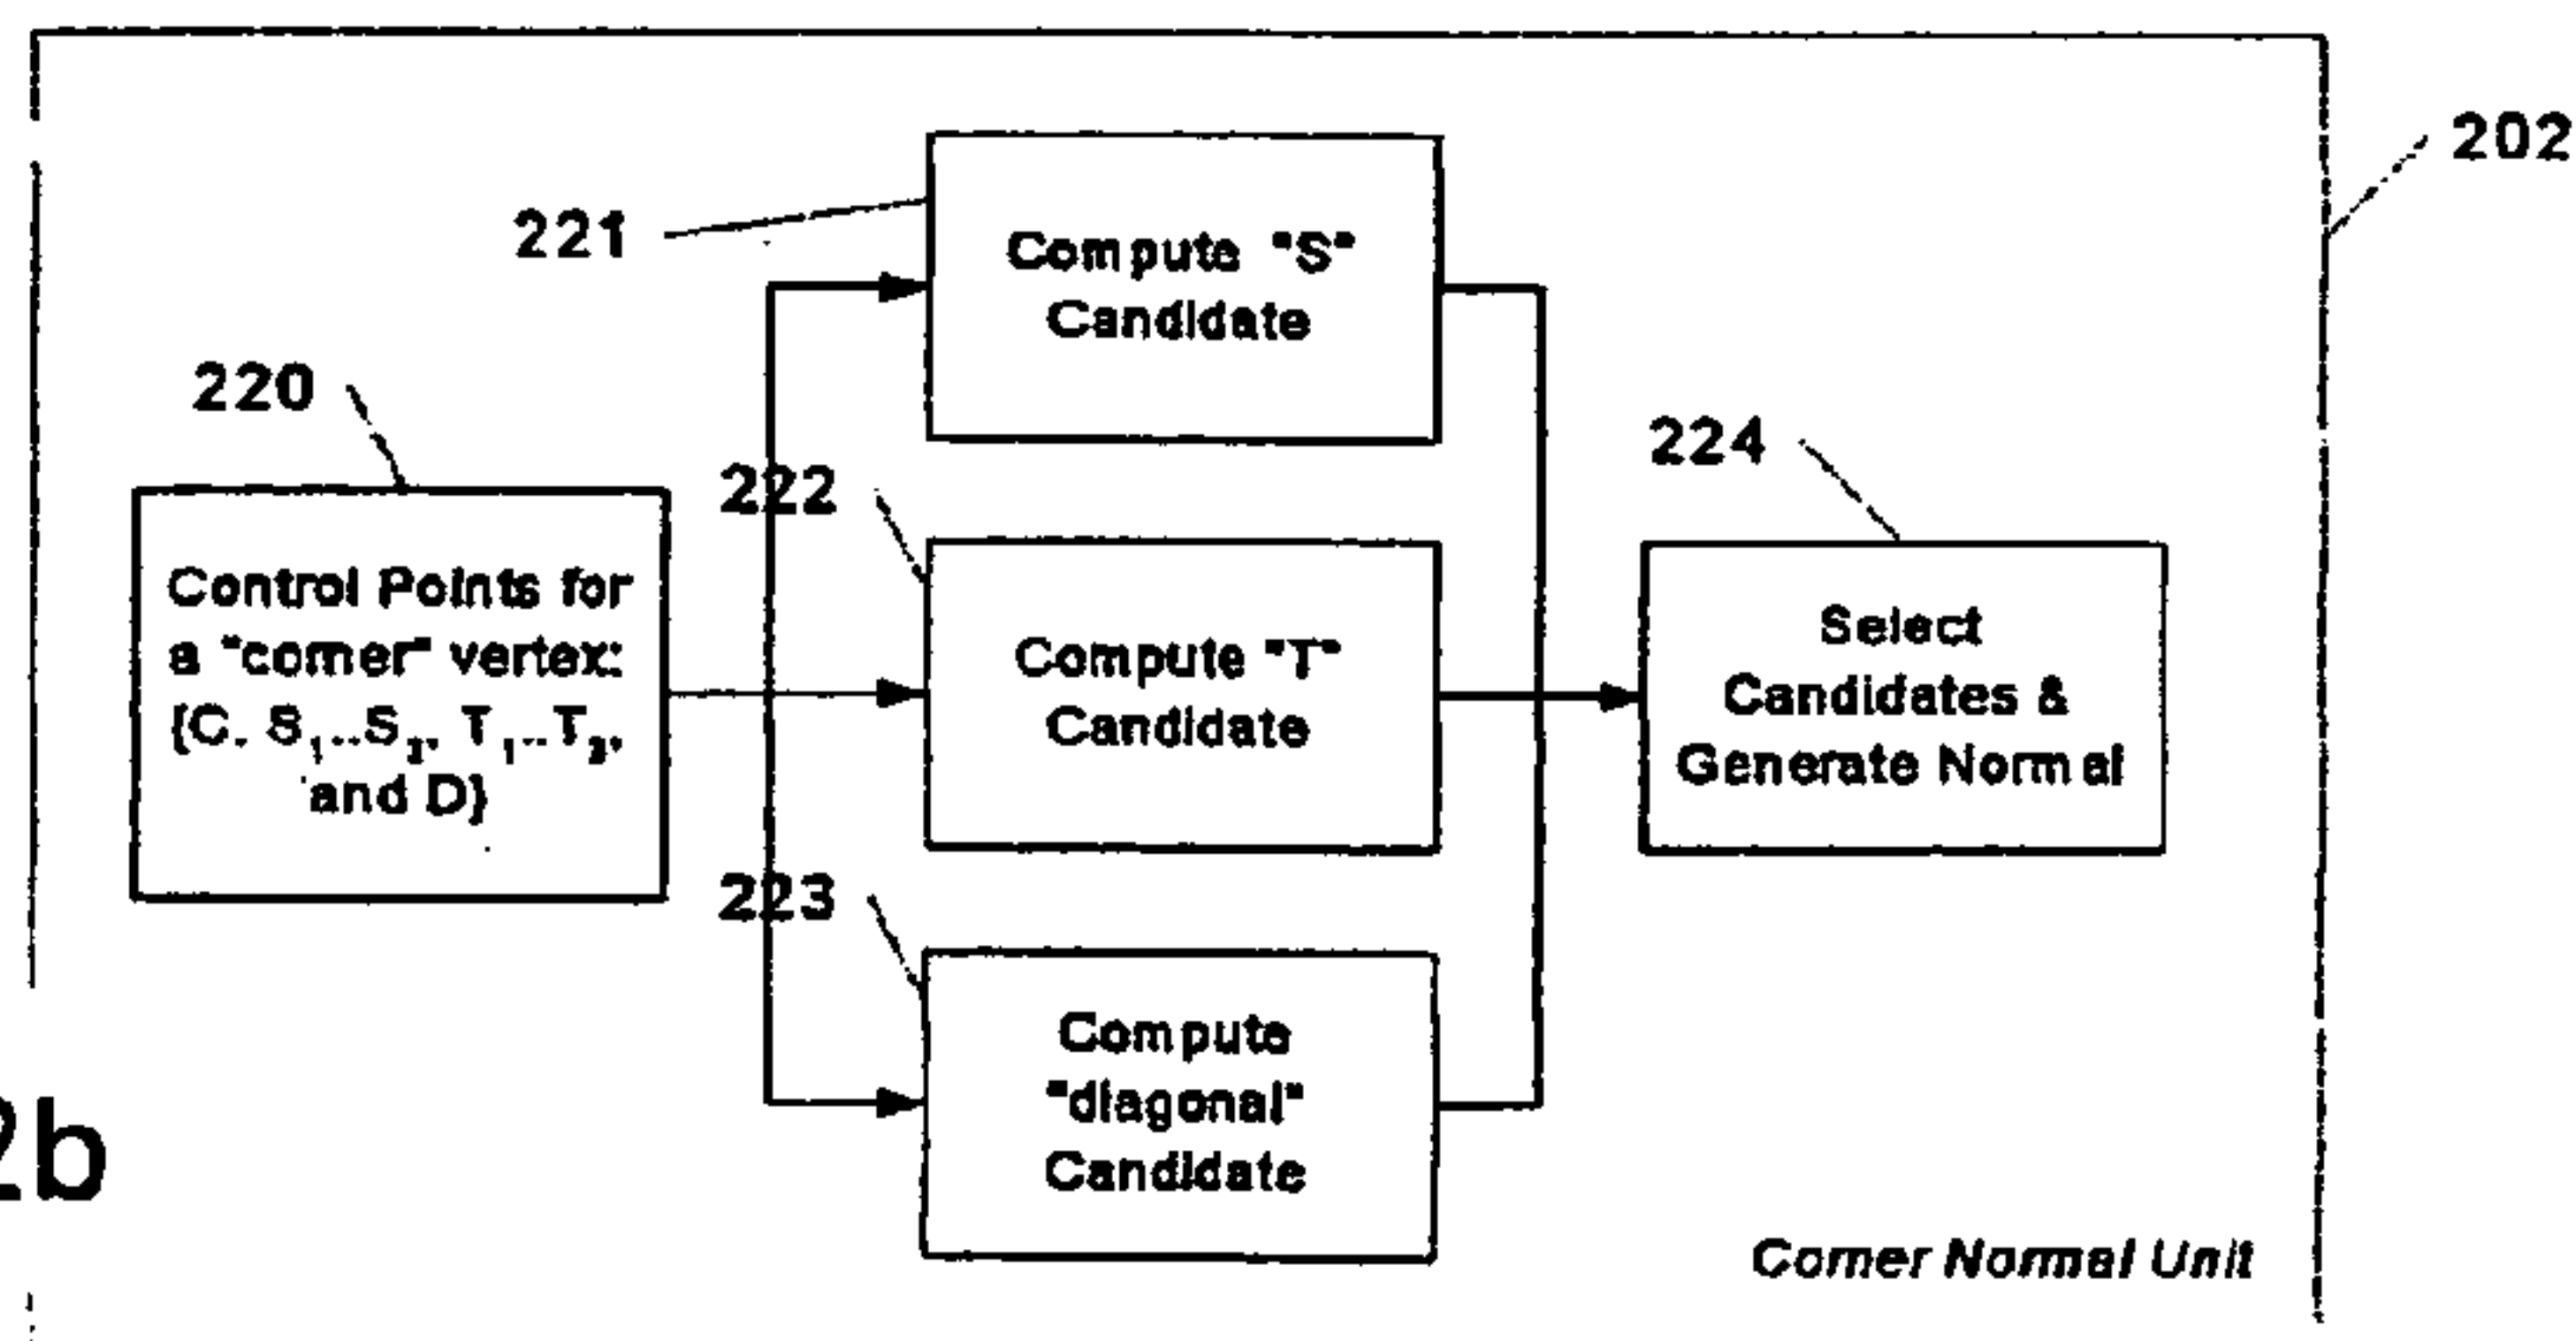 202
221
Compute "S"
Candidate
220
224
222
Control Points for
a "corner" vertex:
{C, S1..S3, T1..T3,
and D}
Compute "T"
Candidate
Select
Candidates &
Generate Normal
223
Compute
"diagonal"
Candidate
2b
Corner Normal Unit